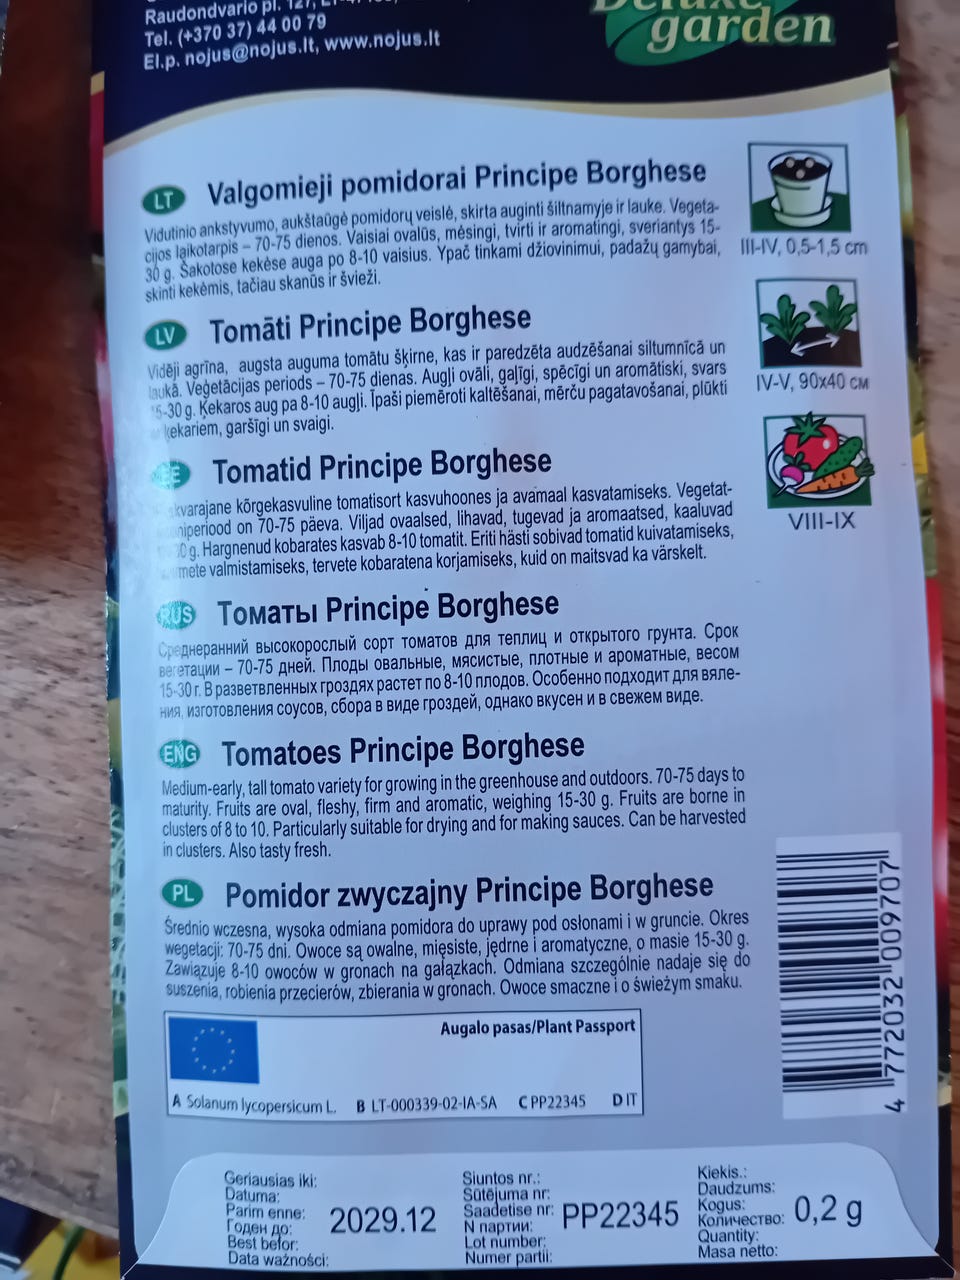 Raudondvario pl. 127,
Tel. (+370 37) 44 00 79
El.p. nojus@nojus.lt, www.nojus.lt
Deluxe
garden
LT Valgomieji pomidorai Principe Borghese
Vidutinio ankstyvumo, aukštaūgė pomidorų veislė, skirta auginti šiltnamyje ir lauke. Vegeta-
cijos laikotarpis – 70-75 dienos. Vaisiai ovalūs, mėsingi, tvirti ir aromatingi, sveriantys 15-
30 g. Šakotose kekėse auga po 8-10 vaisius. Ypač tinkami džiovinimui, padažų gamybai,
skinti kekėmis, tačiau skanūs ir švieži.
III-IV, 0,5-1,5 cm
LV Tomāti Principe Borghese
Vidēji agrīna, augsta auguma tomātu šķirne, kas ir paredzēta audzēšanai siltumnīcā un
laukā. Veģetācijas periods – 70-75 dienas. Augļi ovāli, gaļīgi, spēcīgi un aromātiski, svars
15-30 g. Ķekaros aug pa 8-10 augļi. Īpaši piemēroti kaltēšanai, mērču pagatavošanai, plūkti
ķekariem, garšīgi un svaigi.
IV-V, 90x40 см
EE Tomatid Principe Borghese
kvarajane kõrgekasvuline tomatisort kasvuhoones ja avamaal kasvatamiseks. Vegetat-
niperiood on 70-75 päeva. Viljad ovaalsed, lihavad, tugevad ja aromaatsed, kaaluvad
0 g. Hargnenud kobarates kasvab 8-10 tomatit. Eriti hästi sobivad tomatid kuivatamiseks,
mete valmistamiseks, tervete kobaratena korjamiseks, kuid on maitsvad ka värskelt.
VIII-IX
RUS Томаты Principe Borghese
Среднеранний высокорослый сорт томатов для теплиц и открытого грунта. Срок
вегетации – 70-75 дней. Плоды овальные, мясистые, плотные и ароматные, весом
15-30 г. В разветвленных гроздях растет по 8-10 плодов. Особенно подходит для вяле-
ния, изготовления соусов, сбора в виде гроздей, однако вкусен и в свежем виде.
ENG Tomatoes Principe Borghese
Medium-early, tall tomato variety for growing in the greenhouse and outdoors. 70-75 days to
maturity. Fruits are oval, fleshy, firm and aromatic, weighing 15-30 g. Fruits are borne in
clusters of 8 to 10. Particularly suitable for drying and for making sauces. Can be harvested
in clusters. Also tasty fresh.
PL Pomidor zwyczajny Principe Borghese
Średnio wczesna, wysoka odmiana pomidora do uprawy pod osłonami i w gruncie. Okres
wegetacji: 70-75 dni. Owoce są owalne, mięsiste, jędrne i aromatyczne, o masie 15-30 g.
Zawiązuje 8-10 owoców w gronach na gałązkach. Odmiana szczególnie nadaje się do
suszenia, robienia przecierów, zbierania w gronach. Owoce smaczne i o świeżym smaku.
Augalo pasas/Plant Passport
A Solanum lycopersicum L. B LT-000339-02-IA-SA C PP22345 D IT
4 772032 009707
Geriausias iki:
Datuma:
Parim enne:
Годен до:
Best befor:
Data ważności:
2029.12
Siuntos nr.:
Sūtējuma nr:
Saadetise nr:
N партии:
Lot number:
Numer partii:
PP22345
Kiekis.:
Daudzums:
Kogus:
Количество:
Quantity:
Masa netto:
0,2 g